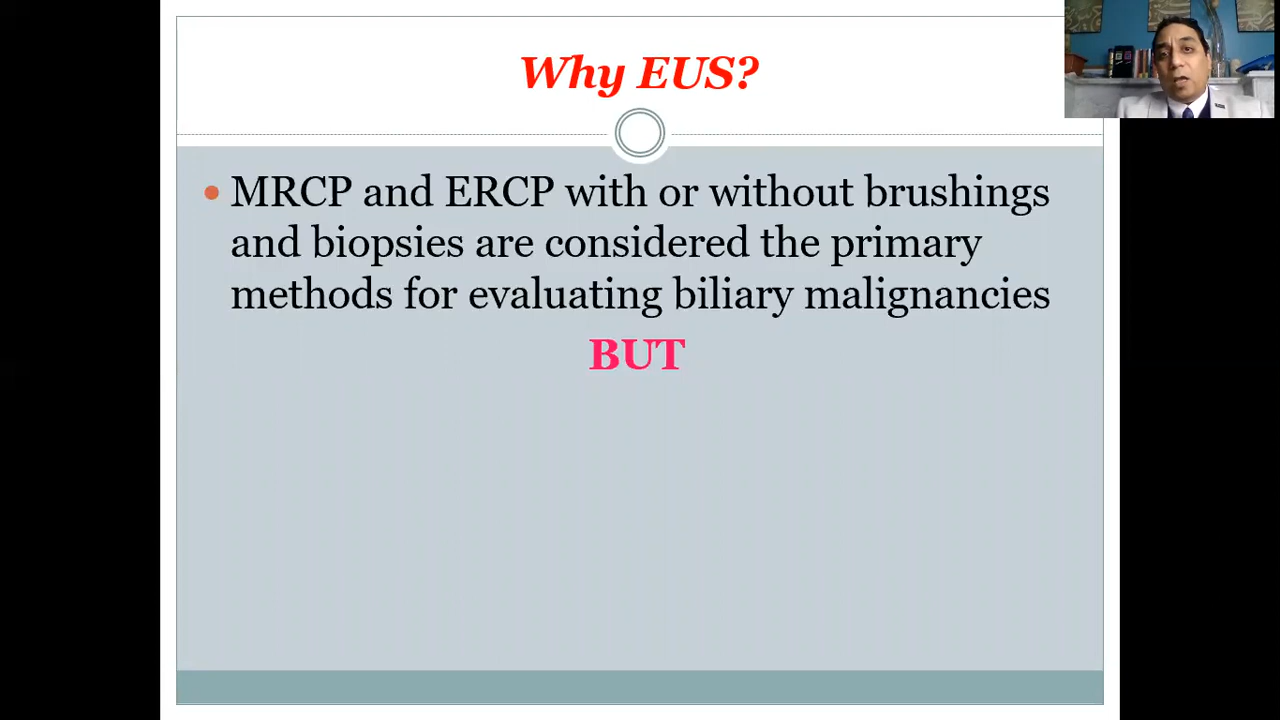 Why EUS?
MRCP and ERCP with or without brushings
and biopsies are considered the primary
methods for evaluating biliary malignancies
BUT